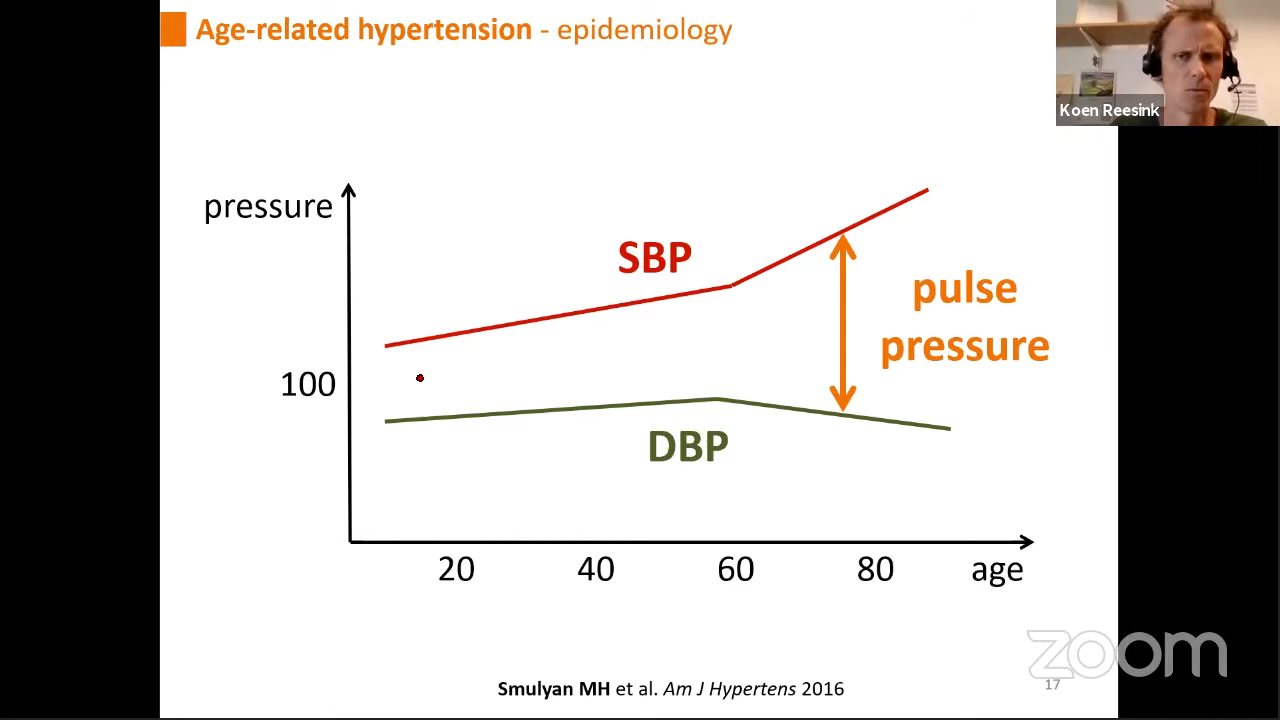 Age-related hypertension - epidemiology
Koen Reesink
pressure
SBP
pulse
pressure
100
DBP
20 40 60 80 age
zoom
Smulyan MH et al. Am J Hypertens 2016
17